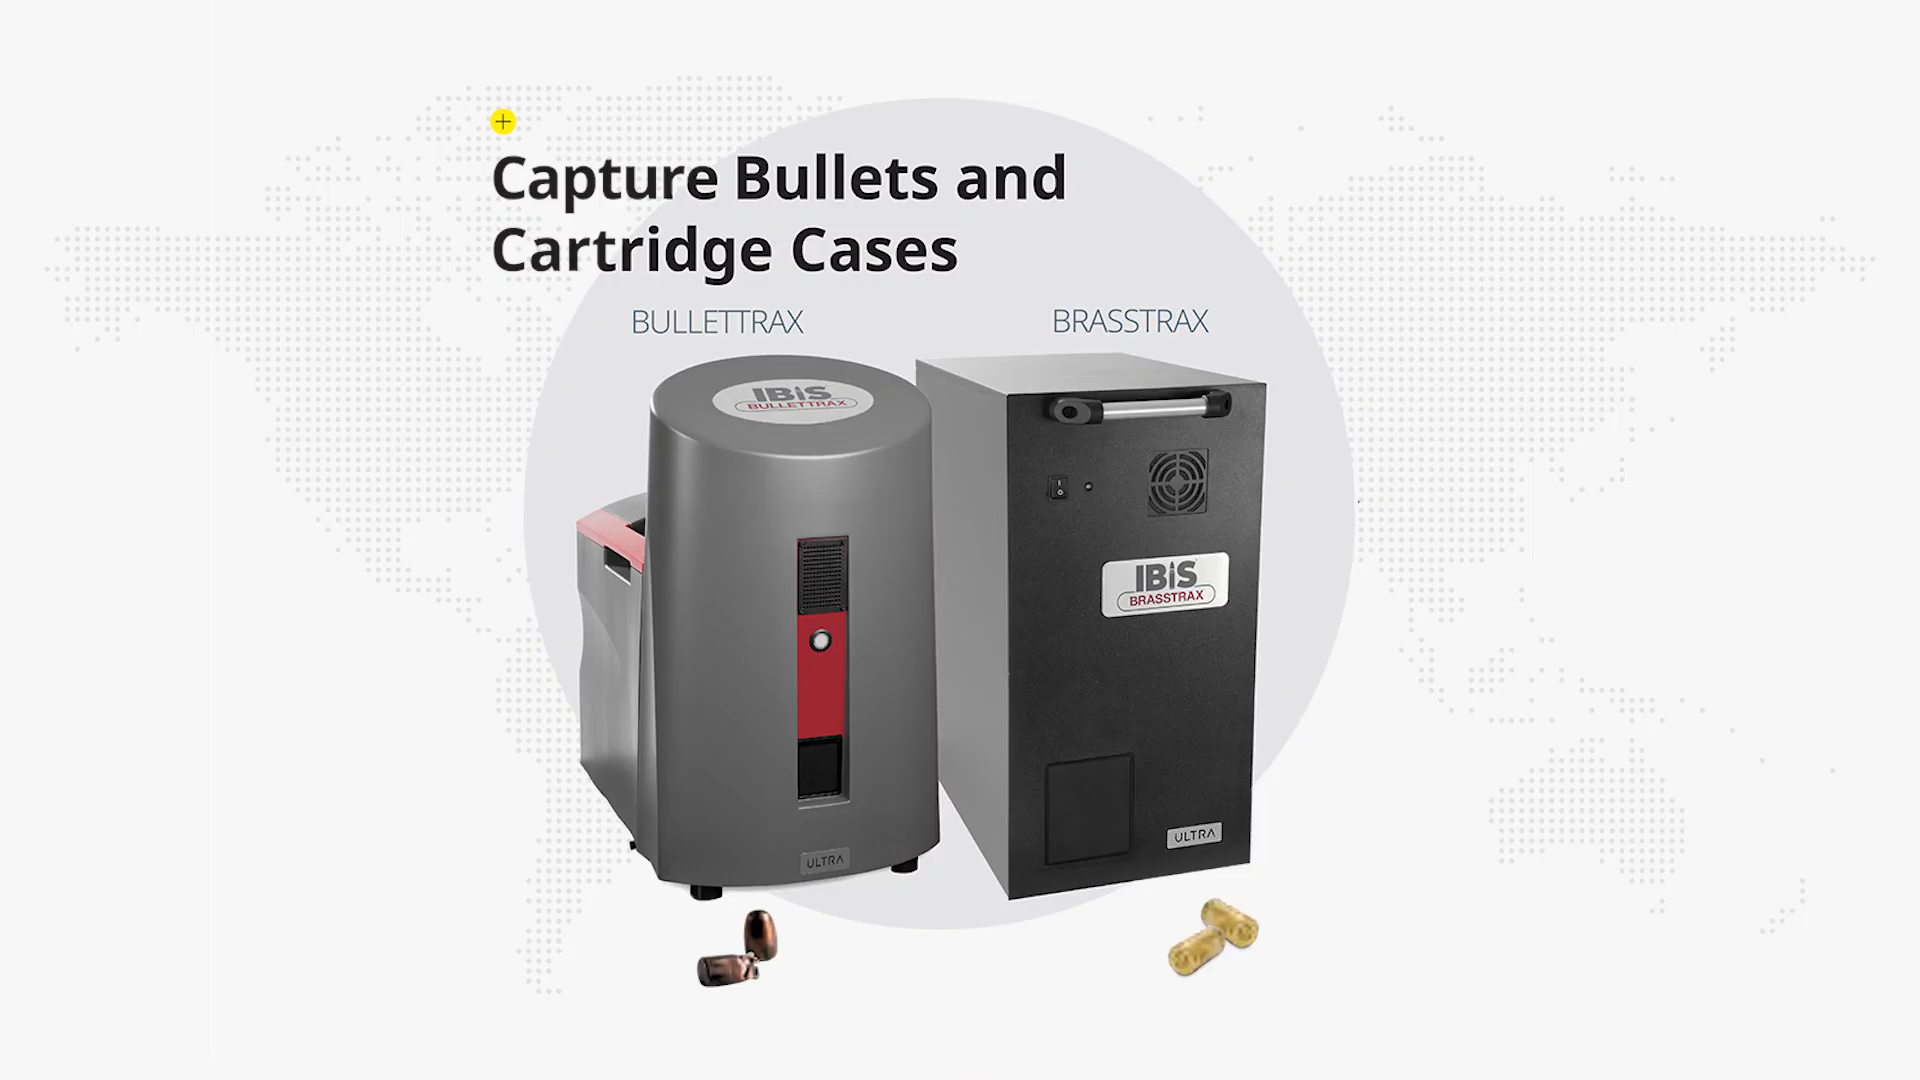 Capture Bullets and
Cartridge Cases
BULLETTRAX
BRASSTRAX
IBIS
BULLETTRAX
IBIS
BRASSTRAX
ULTRA
ULTRA